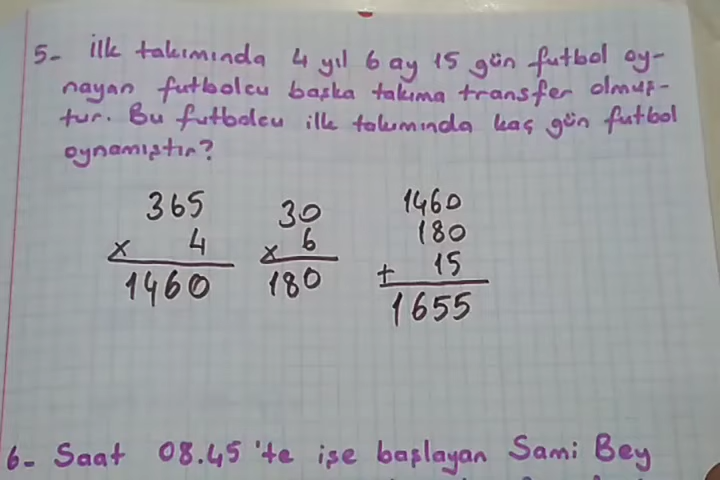 5- İlk takımında 4 yıl 6 ay 15 gün futbol oy-
nayan futbolcu başka takıma transfer olmuş-
tur. Bu futbolcu ilk takımında kaç gün futbol
oynamıştır?
365 30 1460
x 4 x 6 180
1460 180 + 15
1655
6- Saat 08.45'te işe başlayan Sami Bey